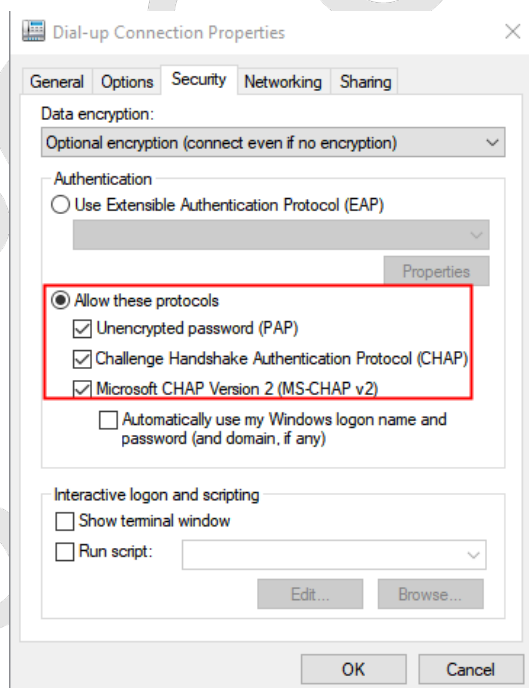 Dial-up Connection Properties
General Options Security Networking Sharing
Data encryption:
Optional encryption (connect even if no encryption)
Authentication
Use Extensible Authentication Protocol (EAP)
Properties
Allow these protocols
Unencrypted password (PAP)
Challenge Handshake Authentication Protocol (CHAP)
Microsoft CHAP Version 2 (MS-CHAP v2)
Automatically use my Windows logon name and
password (and domain, if any)
Interactive logon and scripting
Show terminal window
Run script:
Edit... Browse...
OK Cancel